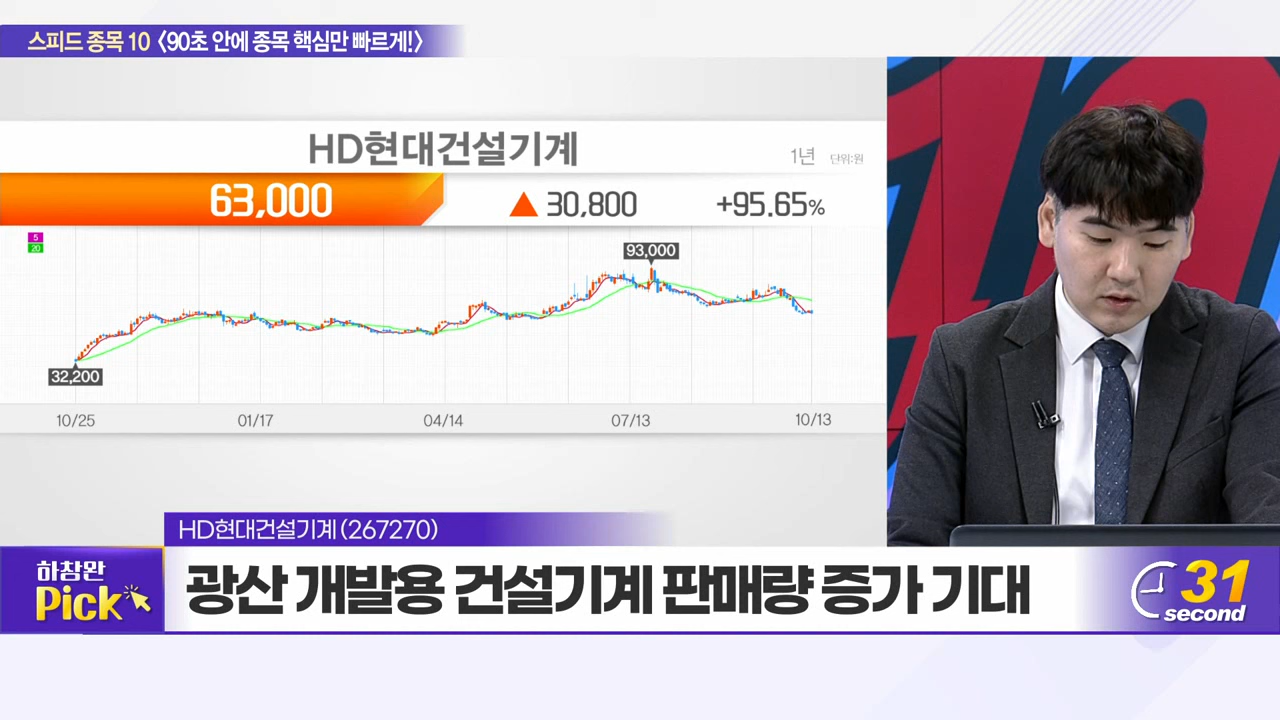 스피드 종목 10 〈90초 안에 종목 핵심만 빠르게!〉
HD현대건설기계
1년 단위:원
63,000 ▲ 30,800 +95.65%
5
20
93,000
32,200
10/25 01/17 04/14 07/13 10/13
HD현대건설기계(267270)
하창완
Pick
광산 개발용 건설기계 판매량 증가 기대
31
second